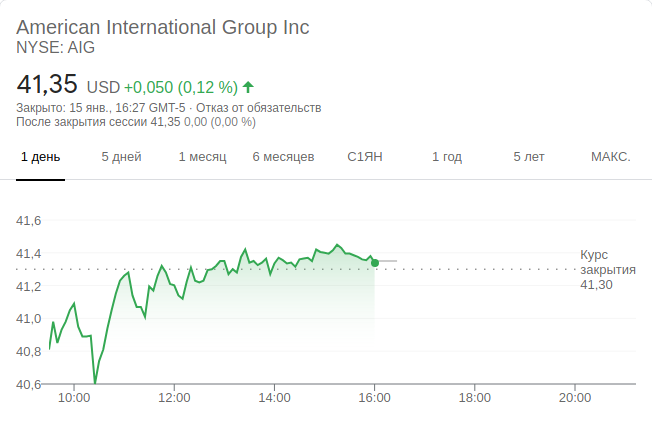 American International Group Inc
NYSE: AIG
41,35 USD +0,050 (0,12 %)
Закрыто: 15 янв., 16:27 GMT-5 · Отказ от обязательств
После закрытия сессии 41,35 0,00 (0,00 %)
1 день 5 дней 1 месяц 6 месяцев С1ЯН 1 год 5 лет МАКС.
41,6
41,4
41,2
41,0
40,8
40,6
Курс
закрытия
41,30
10:00 12:00 14:00 16:00 18:00 20:00